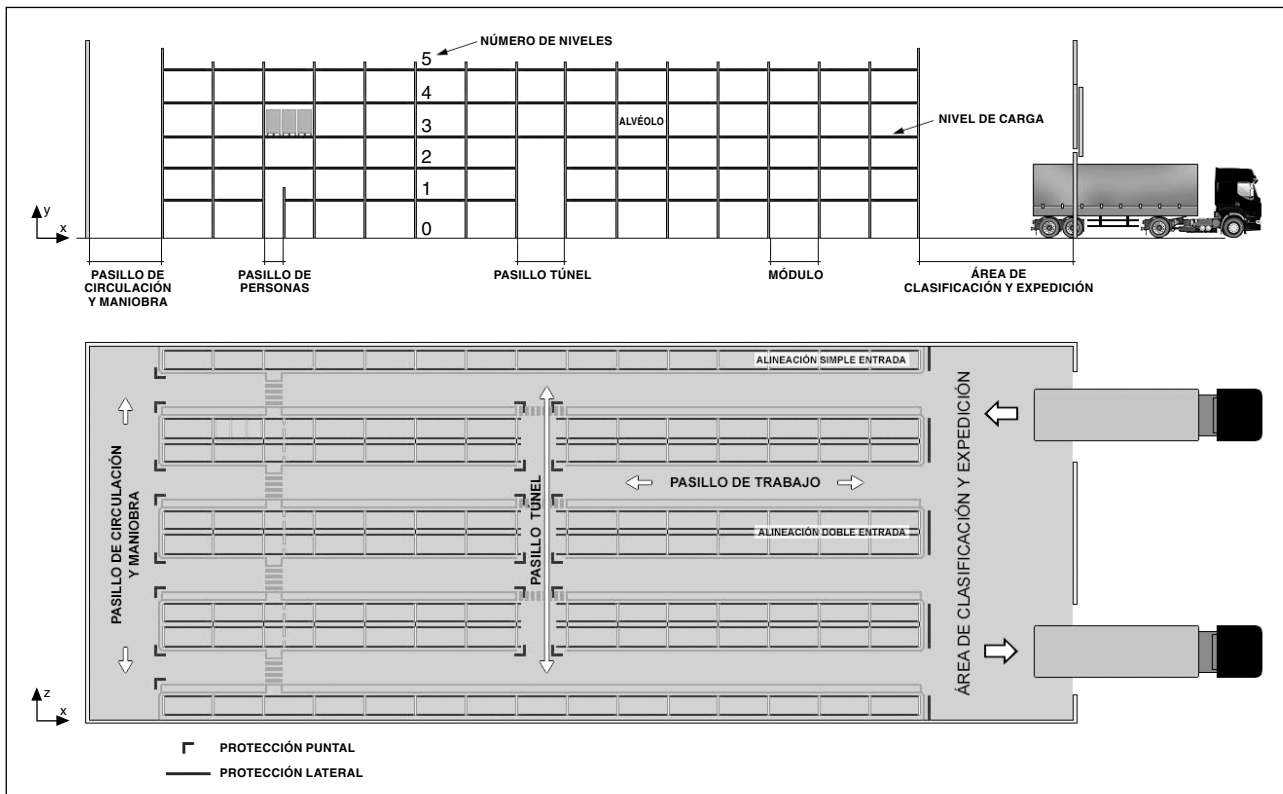 NÚMERO DE NIVELES
5
4
ALVÉOLO
3
NIVEL DE CARGA
2
1
0
y
x
PASILLO DE
CIRCULACIÓN
Y MANIOBRA
PASILLO DE
PERSONAS
PASILLO TÚNEL
MÓDULO
ÁREA DE
CLASIFICACIÓN Y EXPEDICIÓN
ALINEACIÓN SIMPLE ENTRADA
PASILLO DE CIRCULACIÓN
Y MANIOBRA
PASILLO TÚNEL
PASILLO DE TRABAJO
ALINEACIÓN DOBLE ENTRADA
ÁREA DE CLASIFICACIÓN Y EXPEDICIÓN
z
x
PROTECCIÓN PUNTAL
PROTECCIÓN LATERAL